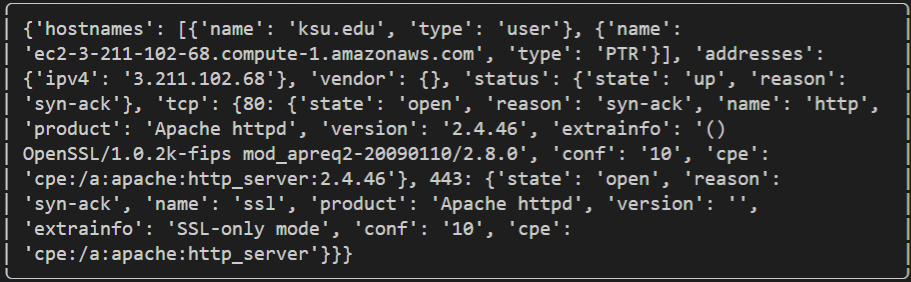 {'hostnames': [{'name': 'ksu.edu', 'type': 'user'}, {'name':
'ec2-3-211-102-68.compute-1.amazonaws.com', 'type': 'PTR'}], 'addresses':
{'ipv4': '3.211.102.68'}, 'vendor': {}, 'status': {'state': 'up', 'reason':
'syn-ack'}, 'tcp': {80: {'state': 'open', 'reason': 'syn-ack', 'name': 'http',
'product': 'Apache httpd', 'version': '2.4.46', 'extrainfo': '()
OpenSSL/1.0.2k-fips mod_apreq2-20090110/2.8.0', 'conf': '10', 'cpe':
'cpe:/a:apache:http_server:2.4.46'}, 443: {'state': 'open', 'reason':
'syn-ack', 'name': 'ssl', 'product': 'Apache httpd', 'version': '',
'extrainfo': 'SSL-only mode', 'conf': '10', 'cpe':
'cpe:/a:apache:http_server'}}}